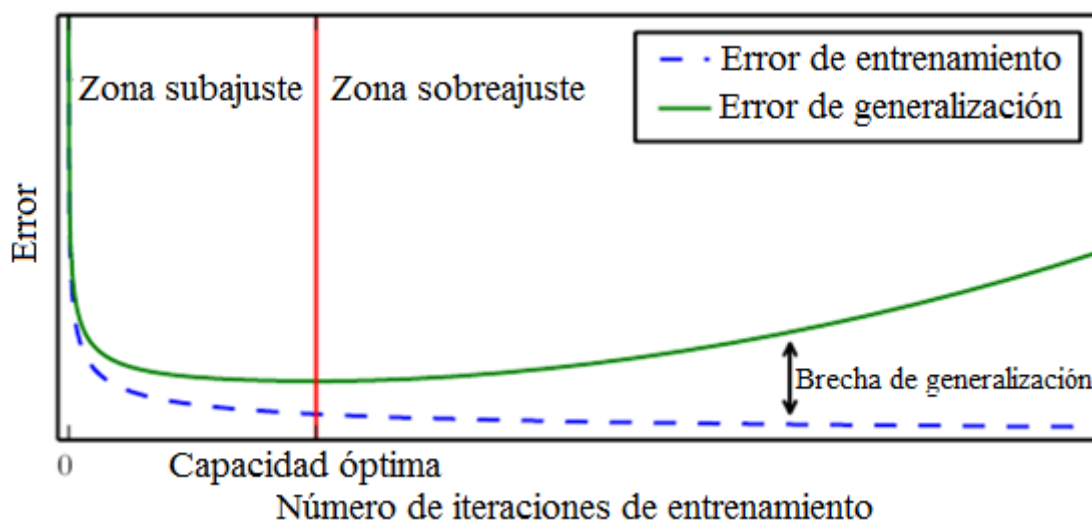 Error de entrenamiento
Zona subajuste
Zona sobreajuste
Error de generalización
Error
Brecha de generalización
0
Capacidad óptima
Número de iteraciones de entrenamiento